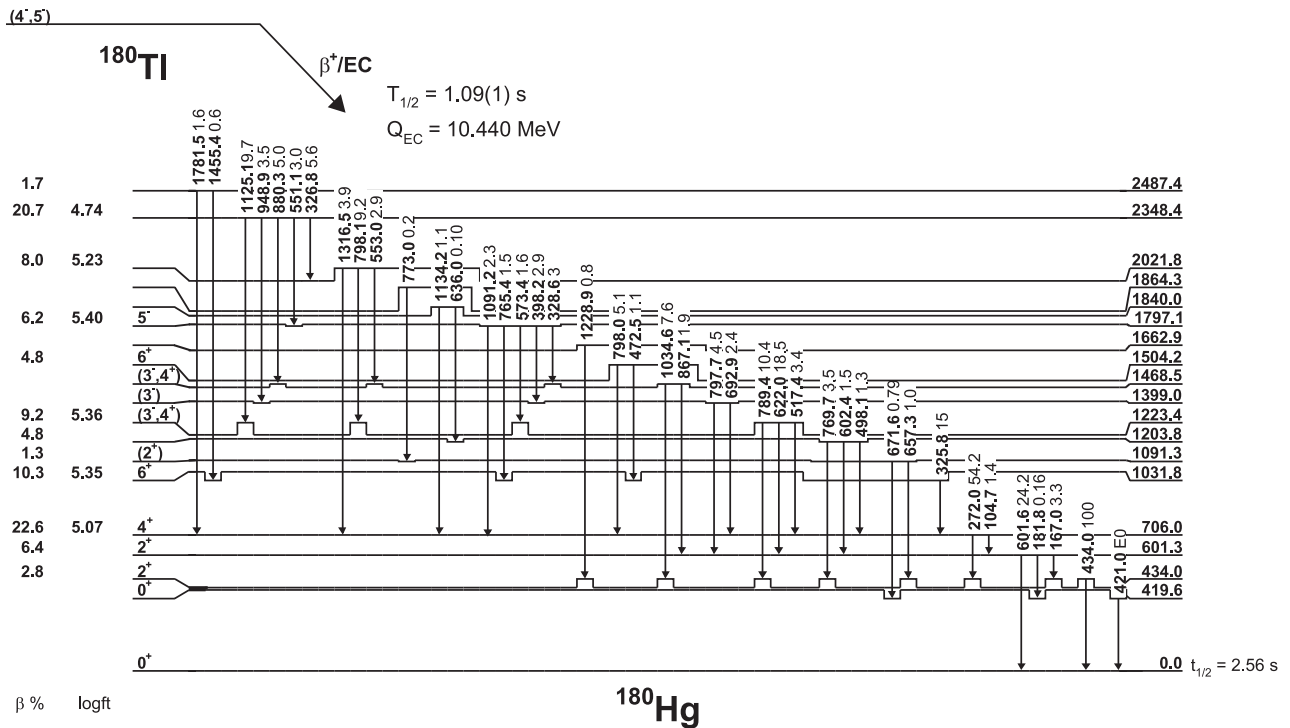 (4⁻,5⁻)
¹⁸⁰Tl
β⁺/EC
T₁/₂ = 1.09(1) s
Q_EC = 10.440 MeV
1781.5 1.6
1455.4 0.6
1125.1 9.7
948.9 3.5
880.3 5.0
551.1 3.0
326.8 5.6
1316.5 3.9
798.1 9.2
553.0 2.9
773.0 0.2
1134.2 1.1
636.0 0.10
1091.2 2.3
765.4 1.5
573.4 1.6
398.2 2.9
328.6 3
1228.9 0.8
798.0 5.1
472.5 1.1
1034.6 7.6
867.1 1.9
797.7 4.5
692.9 2.4
789.4 10.4
622.0 18.5
517.4 3.4
769.7 3.5
602.4 1.5
498.1 1.3
671.6 0.79
657.3 1.0
325.8 15
272.0 54.2
104.7 1.4
601.6 24.2
181.8 0.16
167.0 3.3
434.0 100
421.0 E0
1.7 2487.4
20.7 4.74 2348.4
8.0 5.23 2021.8
1864.3
1840.0
6.2 5.40 5⁻ 1797.1
1662.9
4.8 6⁺ 1504.2
(3⁻,4⁺) 1468.5
(3⁻) 1399.0
9.2 5.36 (3⁻,4⁺) 1223.4
4.8 1203.8
1.3 (2⁺) 1091.3
10.3 5.35 6⁺ 1031.8
22.6 5.07 4⁺ 706.0
6.4 2⁺ 601.3
2.8 2⁺ 434.0
0⁺ 419.6
0⁺ 0.0 t₁/₂ = 2.56 s
β % logft
¹⁸⁰Hg